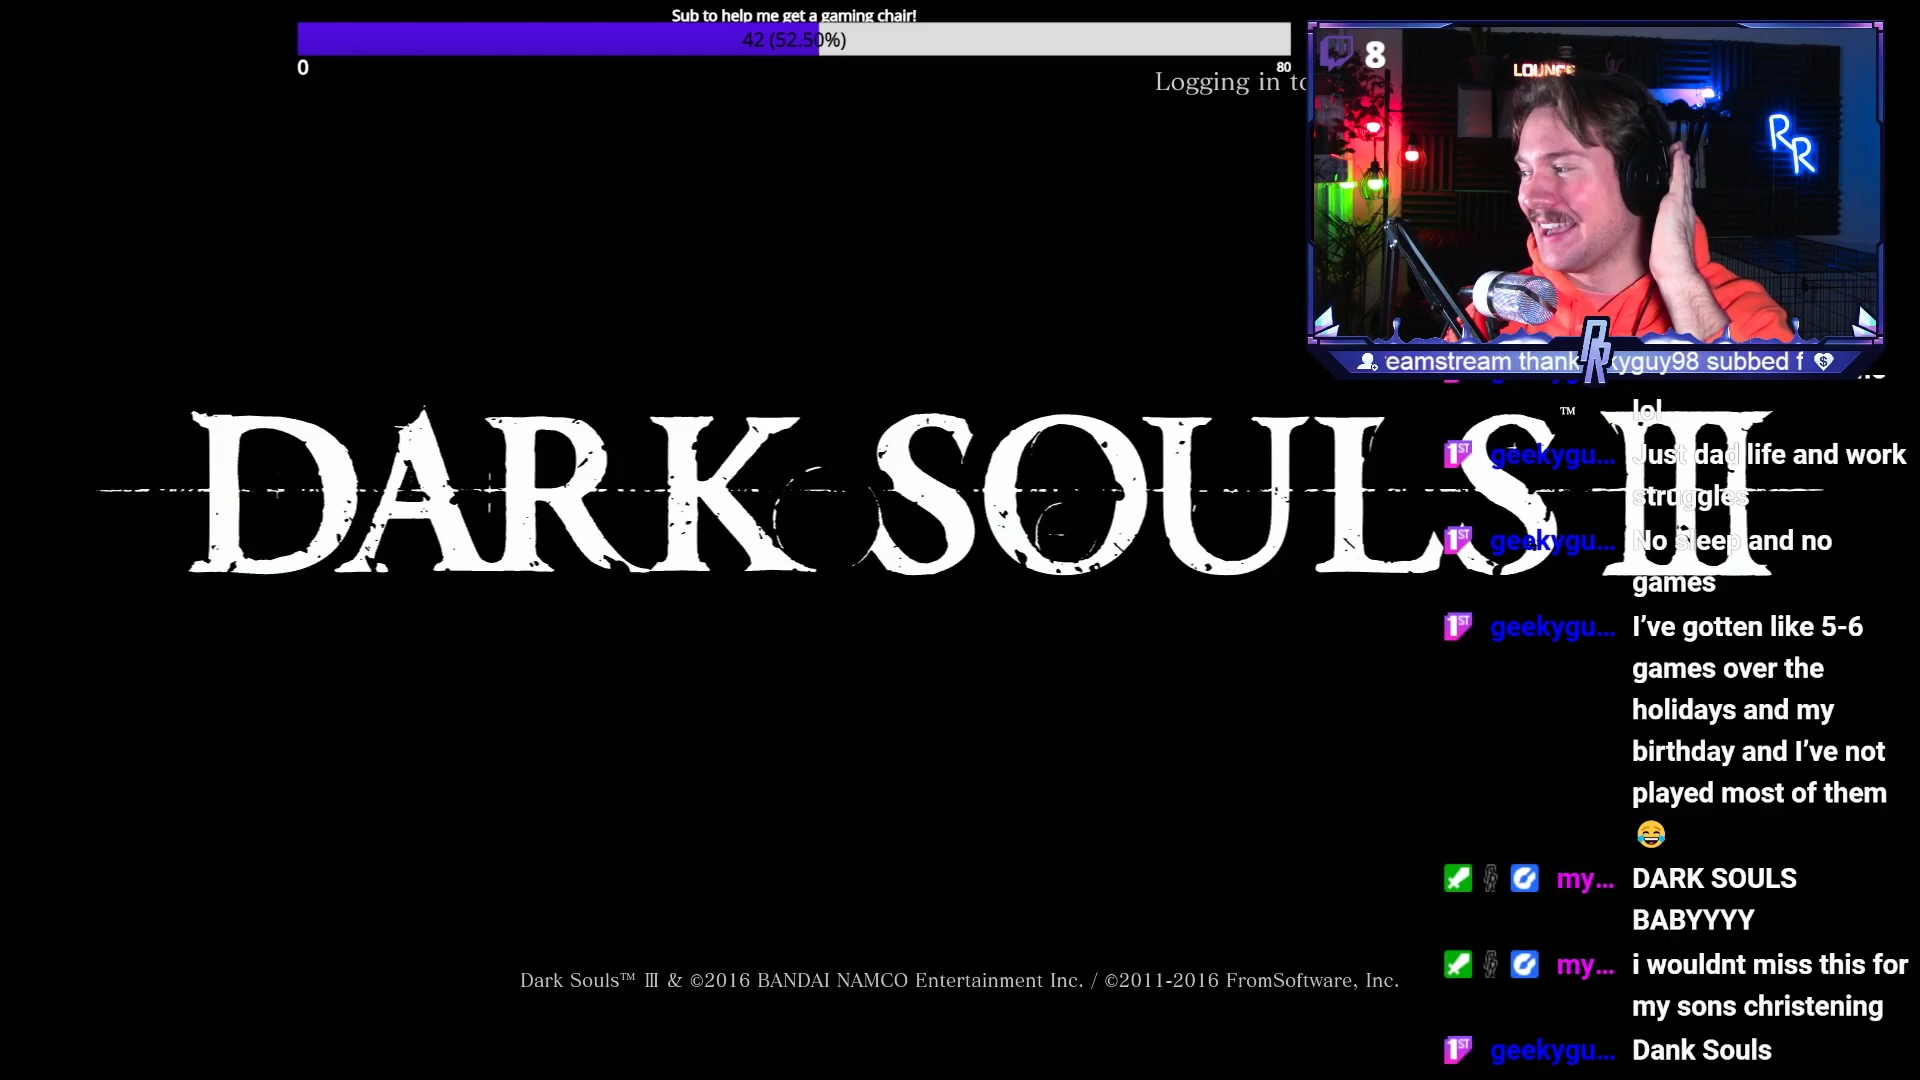 Sub to help me get a gaming chair!
42 (52.50%)
0
80
Logging in to
8
LOUNGE
R
R
eamstream thank
kyguy98 subbed f
lol
DARK SOULS™ III
geekygu... Just dad life and work
struggles
geekygu... No sleep and no
games
geekygu... I’ve gotten like 5-6
games over the
holidays and my
birthday and I’ve not
played most of them
😂
my... DARK SOULS
BABYYYY
my... i wouldnt miss this for
my sons christening
Dark Souls™ III & ©2016 BANDAI NAMCO Entertainment Inc. / ©2011-2016 FromSoftware, Inc.
geekygu... Dank Souls